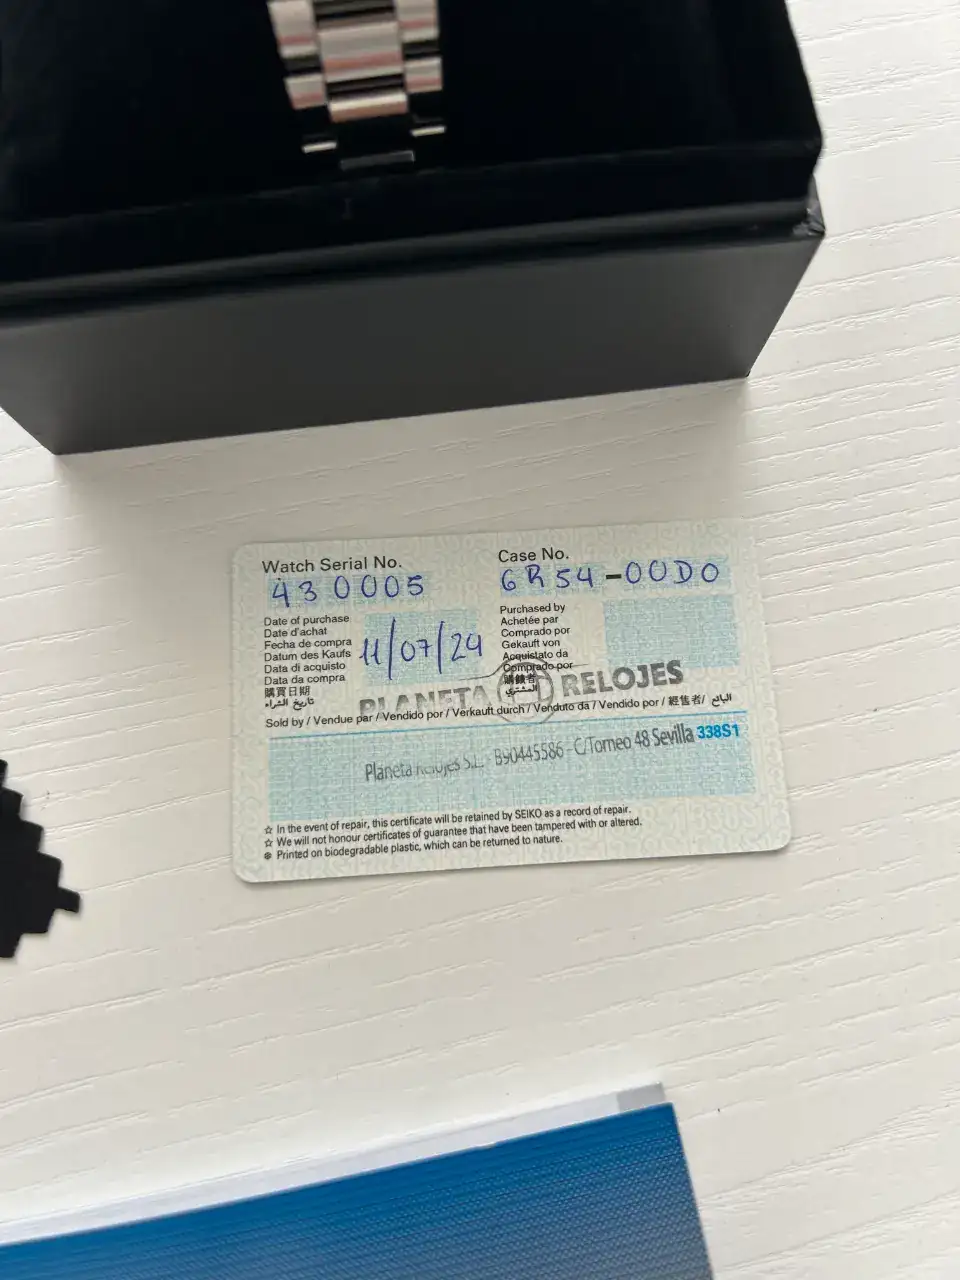 Watch Serial No.
430005
Case No.
6R54-00D0
Date of purchase
Date d'achat
Fecha de compra
Datum des Kaufs
Data di acquisto
Data da compra
購買日期
تاريخ الشراء
11/07/24
Purchased by
Achetée par
Comprado por
Gekauft von
Acquistato da
Comprado por
購錶者
المشتري
PLANETA RELOJES
Sold by / Vendue par / Vendido por / Verkauft durch / Venduto da / Vendido por / 經售者 / البائع
Planeta Relojes S.L. B90445586 - C/Torneo 48 Sevilla 338S1
☆ In the event of repair, this certificate will be retained by SEIKO as a record of repair.
☆ We will not honour certificates of guarantee that have been tampered with or altered.
❄ Printed on biodegradable plastic, which can be returned to nature.